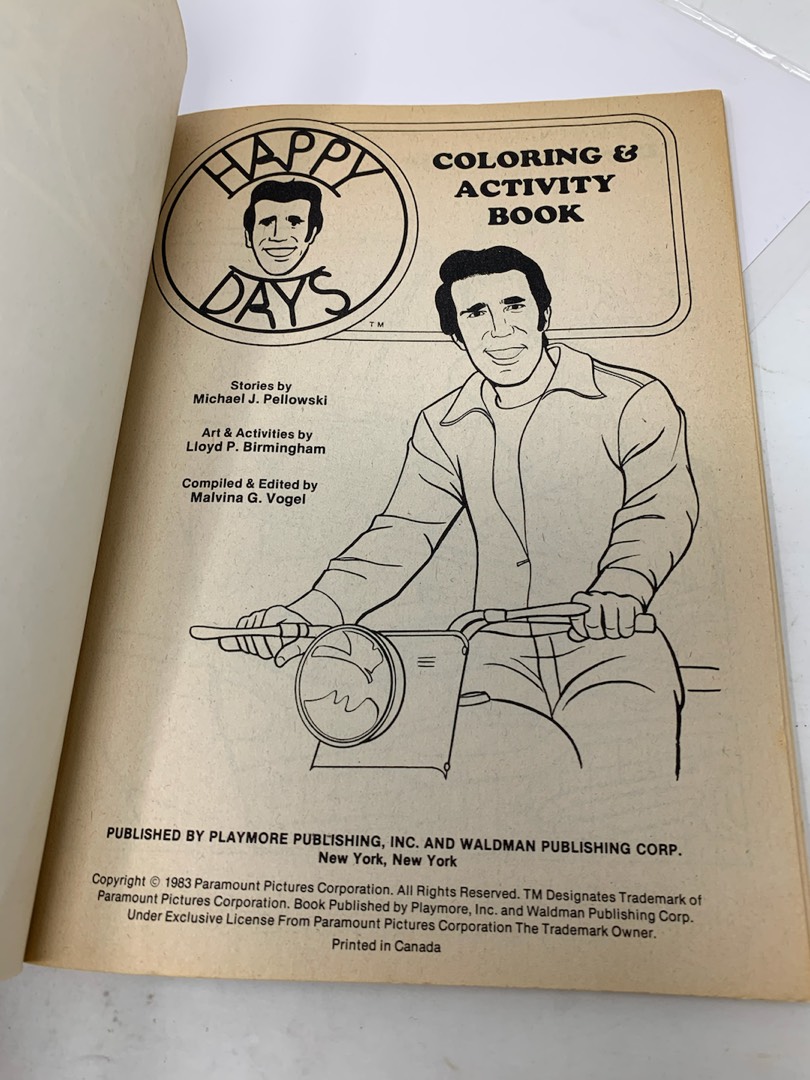 HAPPY
DAYS
TM
COLORING &
ACTIVITY
BOOK
Stories by
Michael J. Pellowski
Art & Activities by
Lloyd P. Birmingham
Compiled & Edited by
Malvina G. Vogel
PUBLISHED BY PLAYMORE PUBLISHING, INC. AND WALDMAN PUBLISHING CORP.
New York, New York
Copyright © 1983 Paramount Pictures Corporation. All Rights Reserved. TM Designates Trademark of
Paramount Pictures Corporation. Book Published by Playmore, Inc. and Waldman Publishing Corp.
Under Exclusive License From Paramount Pictures Corporation The Trademark Owner.
Printed in Canada